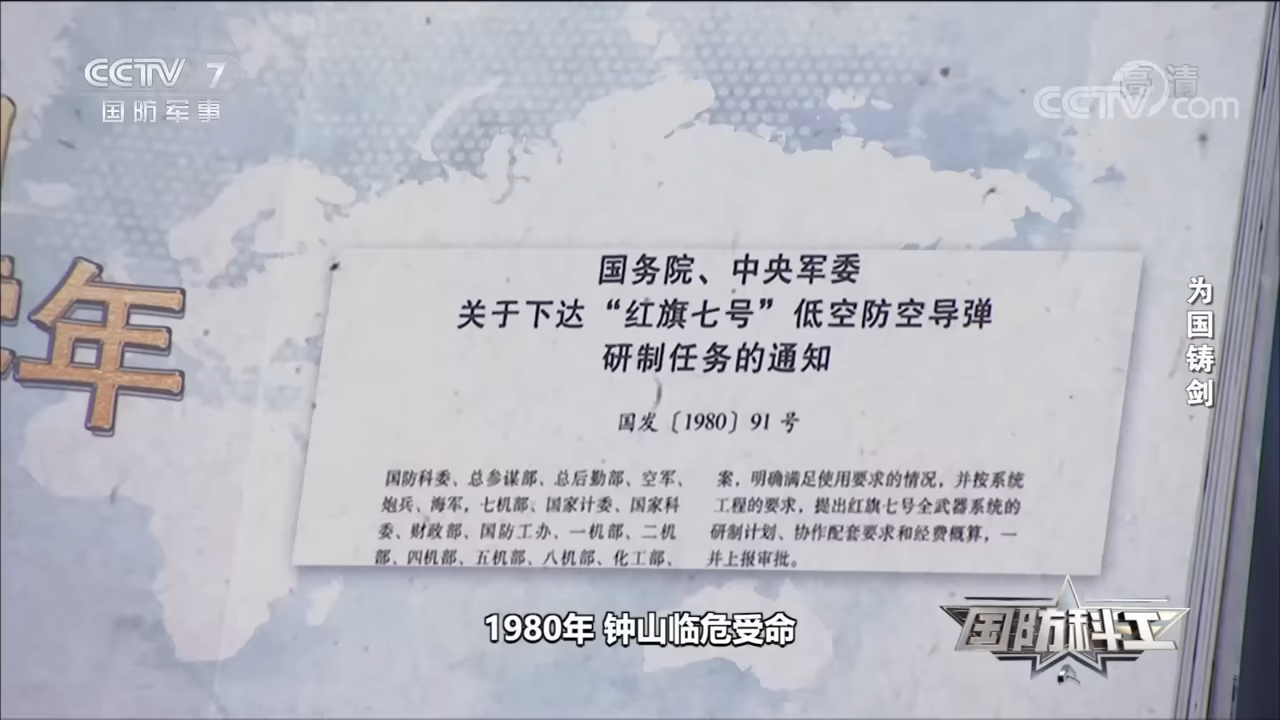 CCTV 7
国防军事
高清
CCTV.com
年
国务院、中央军委
关于下达“红旗七号”低空防空导弹
研制任务的通知
国发〔1980〕91号
国防科委、总参谋部、总后勤部、空军、
炮兵、海军，七机部、国家计委、国家科
委、财政部、国防工办、一机部、二机
部、四机部、五机部、八机部、化工部、
案，明确满足使用要求的情况，并按系统
工程的要求，提出红旗七号全武器系统的
研制计划、协作配套要求和经费概算，一
并上报审批。
为国铸剑
1980年 钟山临危受命
国防科工